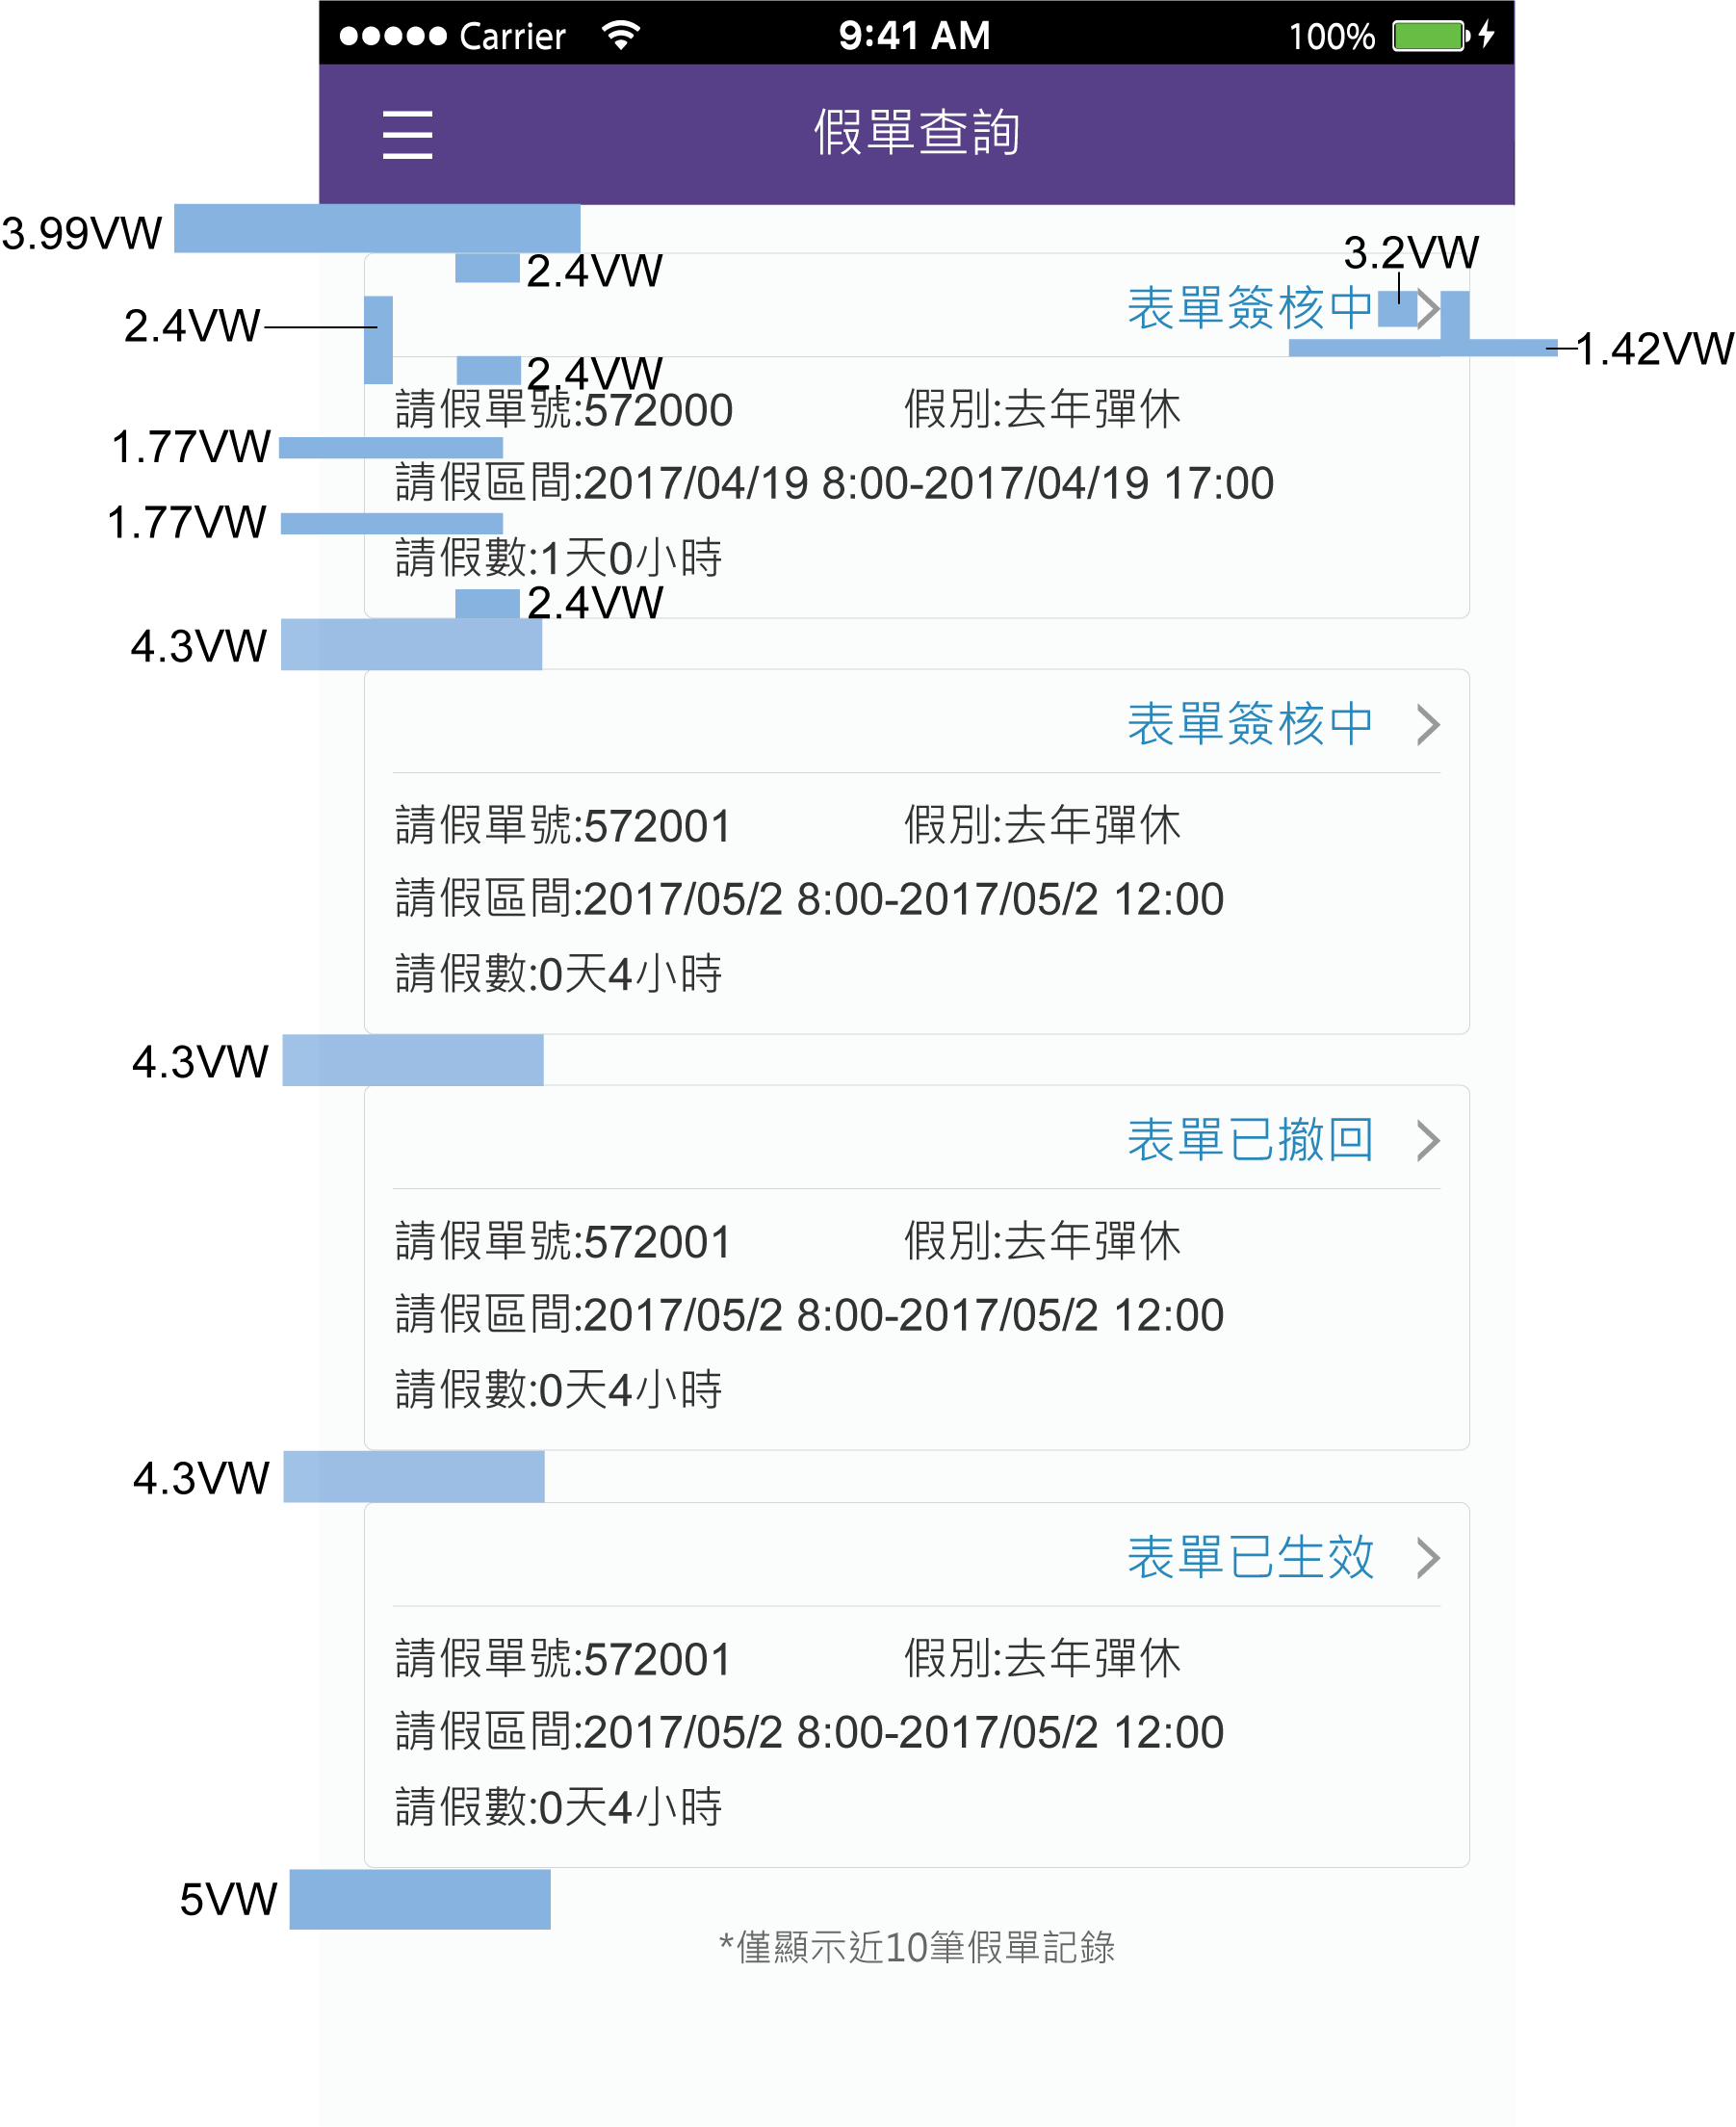 Carrier 9:41 AM 100%
假單查詢
3.99VW
3.2VW
2.4VW
表單簽核中
2.4VW
1.42VW
2.4VW
請假單號:572000 假別:去年彈休
1.77VW
請假區間:2017/04/19 8:00-2017/04/19 17:00
1.77VW
請假數:1天0小時
2.4VW
4.3VW
表單簽核中
請假單號:572001 假別:去年彈休
請假區間:2017/05/2 8:00-2017/05/2 12:00
請假數:0天4小時
4.3VW
表單已撤回
請假單號:572001 假別:去年彈休
請假區間:2017/05/2 8:00-2017/05/2 12:00
請假數:0天4小時
4.3VW
表單已生效
請假單號:572001 假別:去年彈休
請假區間:2017/05/2 8:00-2017/05/2 12:00
請假數:0天4小時
5VW
*僅顯示近10筆假單記錄